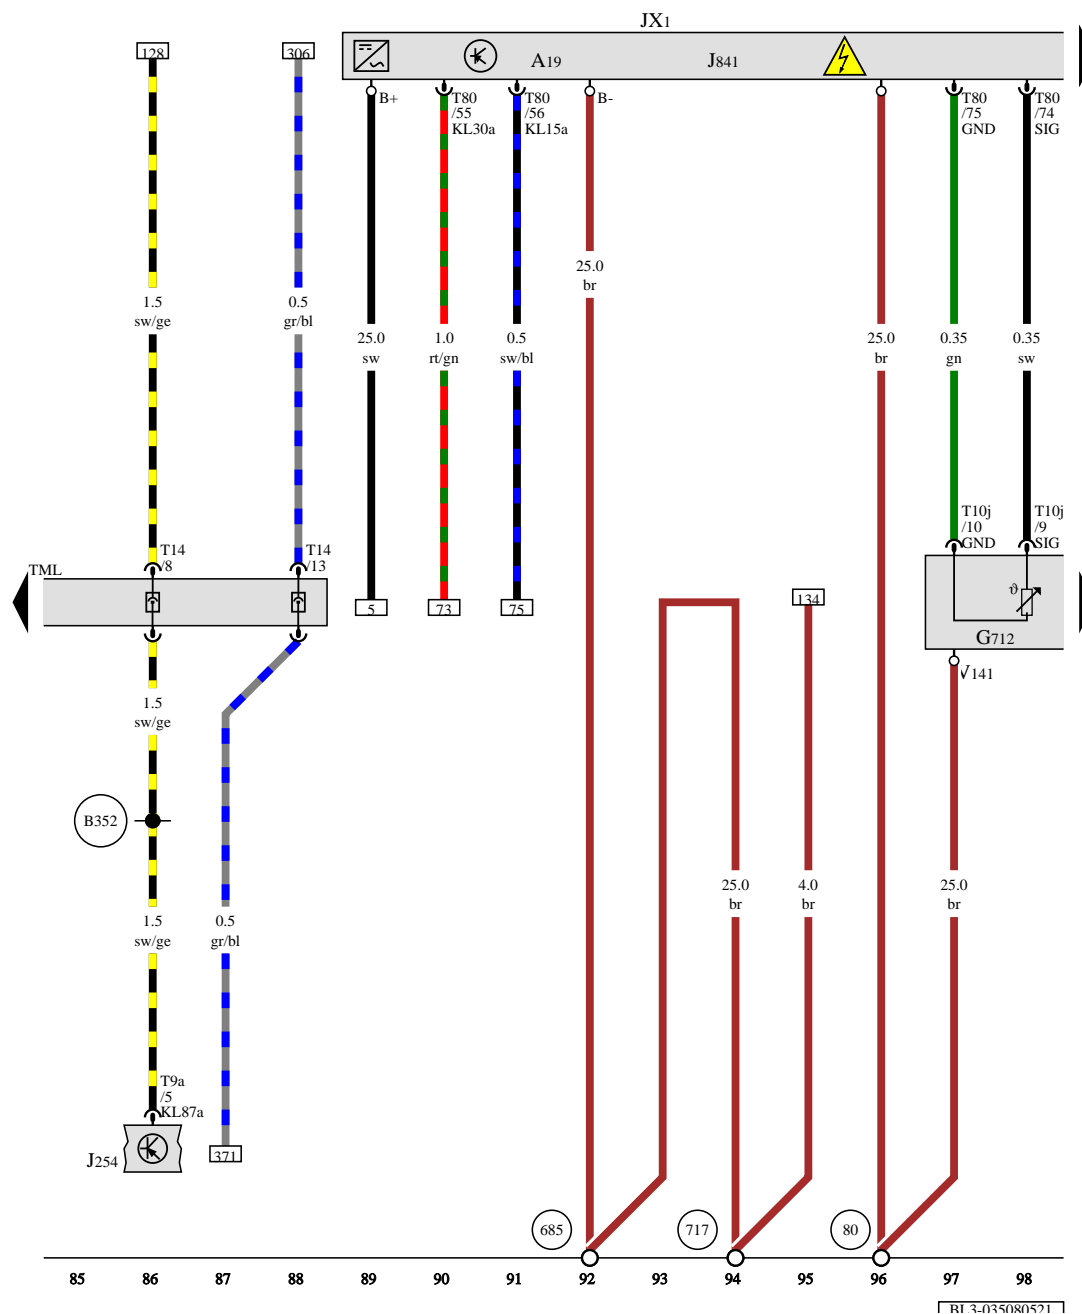 JX1
128
306
A19
J841
B+
T80
/55
KL30a
T80
/56
KL15a
B-
T80
/75
GND
T80
/74
SIG
25.0
br
1.5
sw/ge
0.5
gr/bl
25.0
sw
1.0
rt/gn
0.5
sw/bl
25.0
br
0.35
gn
0.35
sw
T14
/8
T14
/13
T10j
/10
GND
T10j
/9
SIG
TML
5
73
75
134
ϑ
G712
V141
1.5
sw/ge
B352
1.5
sw/ge
0.5
gr/bl
25.0
br
4.0
br
25.0
br
T9a
/5
KL87a
J254
371
685
717
80
85 86 87 88 89 90 91 92 93 94 95 96 97 98
BL3-035080521